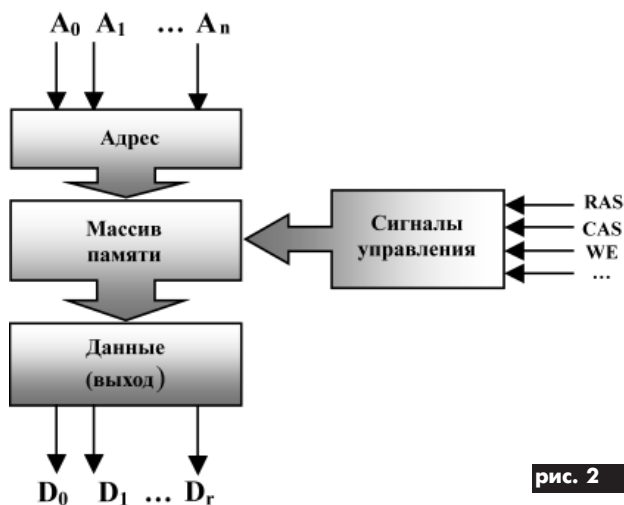 A0 A1 … An
Адрес
Массив
памяти
Сигналы
управления
RAS
CAS
WE
…
Данные
(выход)
D0 D1 … Dr
рис. 2